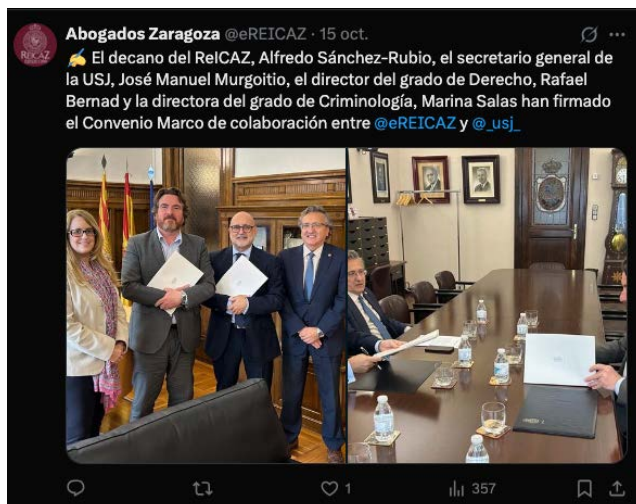 Abogados Zaragoza @eREICAZ · 15 oct.
✍️ El decano del ReICAZ, Alfredo Sánchez-Rubio, el secretario general de
la USJ, José Manuel Murgoitio, el director del grado de Derecho, Rafael
Bernad y la directora del grado de Criminología, Marina Salas han firmado
el Convenio Marco de colaboración entre @eREICAZ y @_usj_
1
357